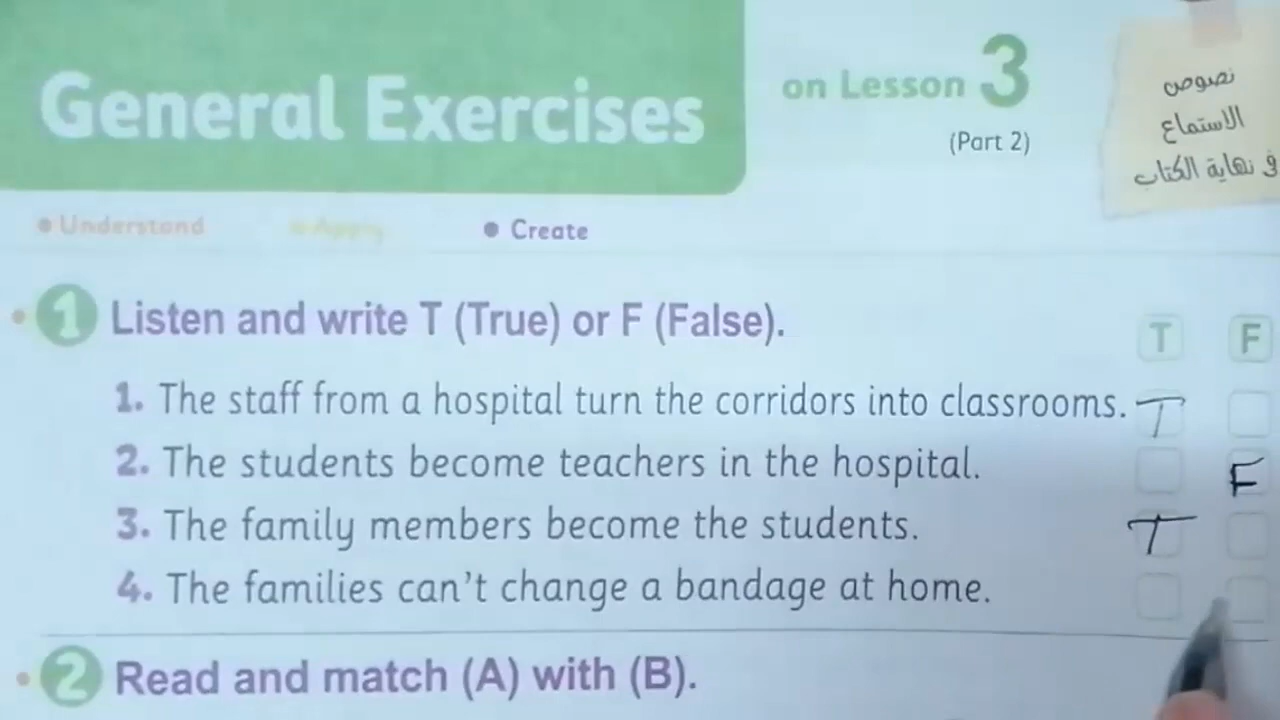 General Exercises
on Lesson 3
(Part 2)
نصوص
الاستماع
في نهاية الكتاب
Understand
Apply
Create
1 Listen and write T (True) or F (False).
T F
1. The staff from a hospital turn the corridors into classrooms. T
2. The students become teachers in the hospital. F
3. The family members become the students. T
4. The families can't change a bandage at home.
2 Read and match (A) with (B).